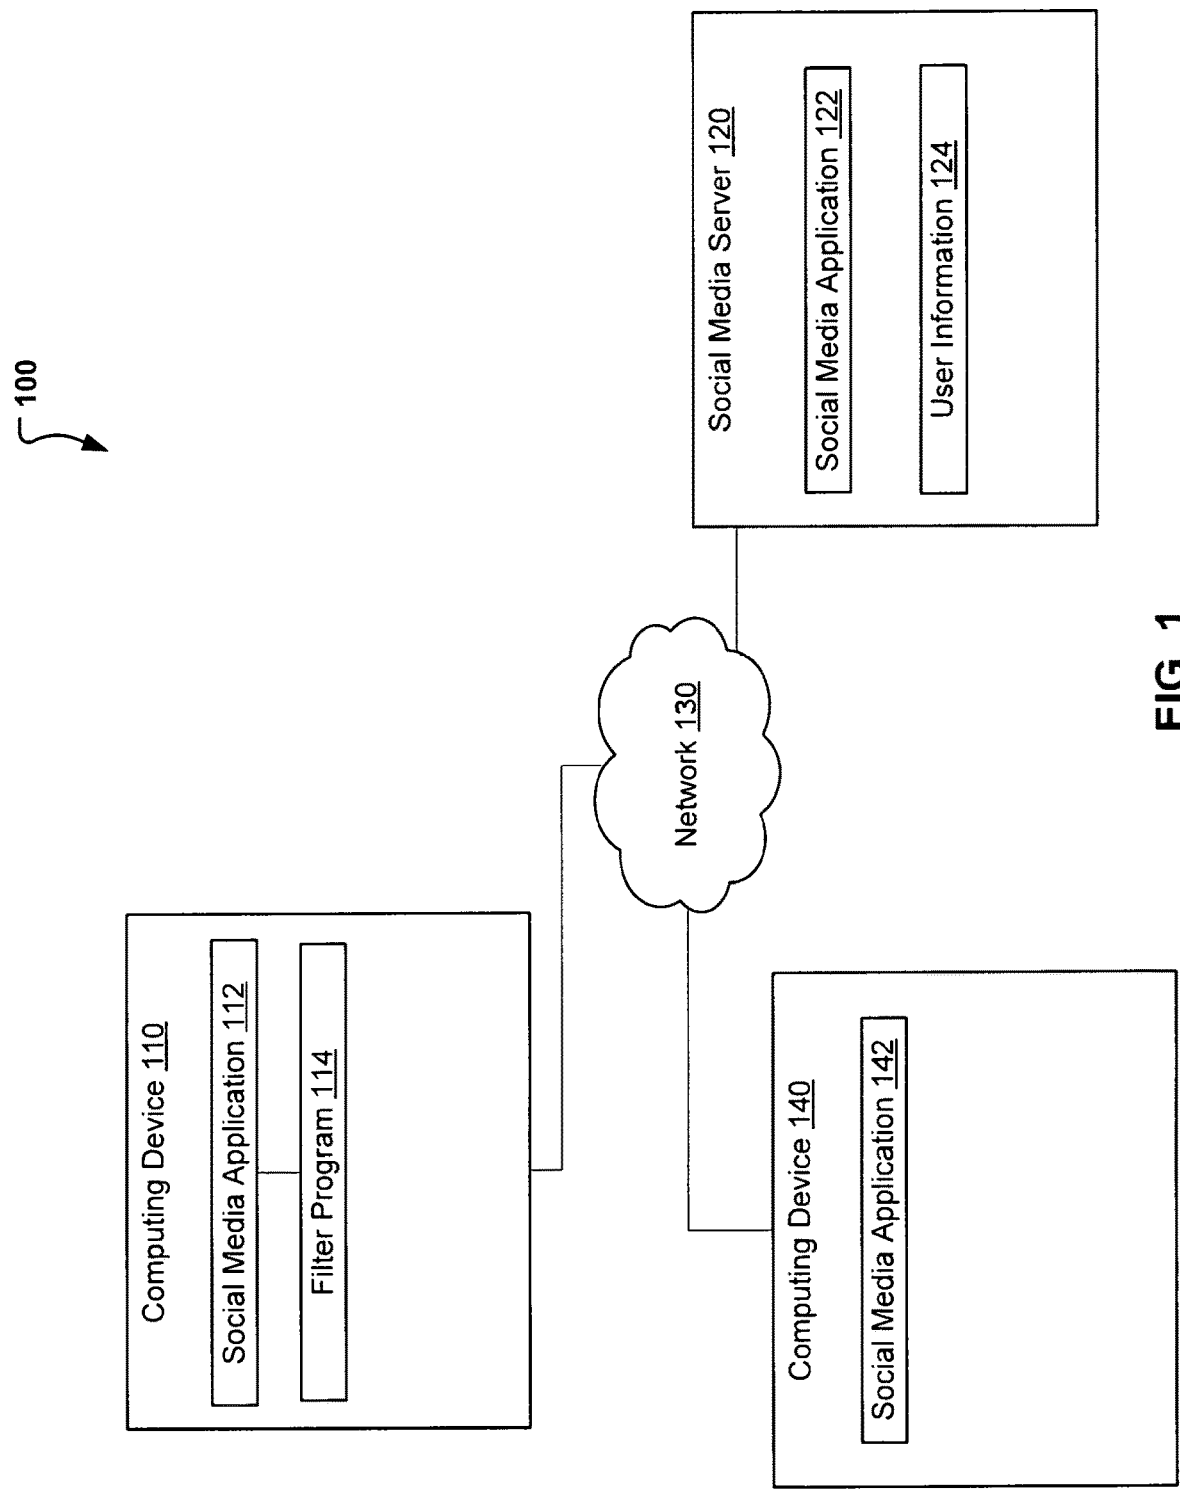 100
Computing Device 110
Social Media Application 112
Filter Program 114
Network 130
Social Media Server 120
Social Media Application 122
User Information 124
Computing Device 140
Social Media Application 142
FIG. 1